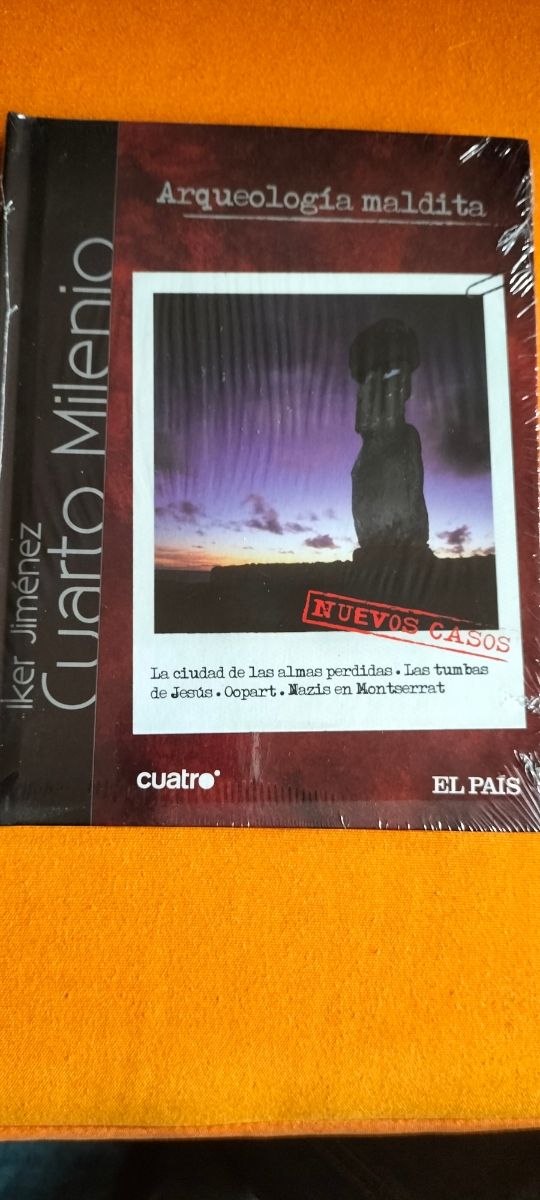 Arqueología maldita
Iker Jiménez
Cuarto Milenio
NUEVOS CASOS
La ciudad de las almas perdidas. Las tumbas
de Jesús. Oopart. Nazis en Montserrat
cuatro
EL PAIS